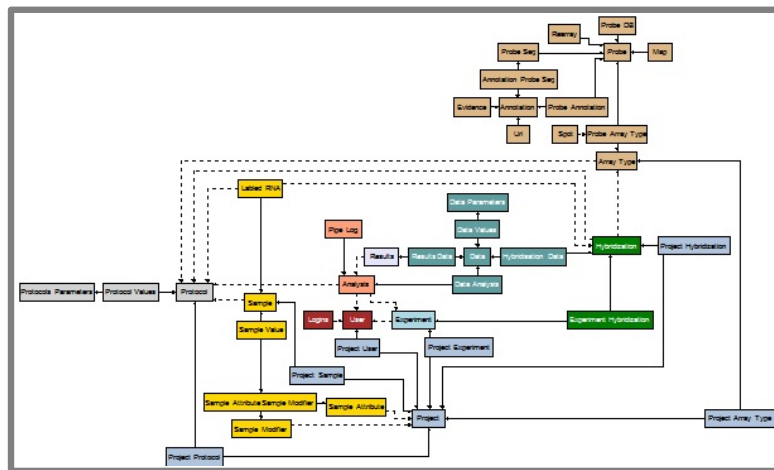 Probe DB
Rearray
Probe Seg
Probe
Map
Annotation Probe Seg
Evidence
Annotation
Probe Annotation
Url
Spot
Probe Array Type
Array Type
Labled RNA
Data Parameters
Pipe Log
Data Values
Hybridization
Project Hybridization
Results
Results Data
Data
Hybridization Data
Protocols Parameters
Protocol Values
Protocol
Analysis
Data Analysis
Sample
Logins
User
Experiment
Experiment Hybridization
Sample Value
Project User
Project Experiment
Project Sample
Sample Attribute Sample Modifier
Sample Attribute
Project
Project Array Type
Sample Modifier
Project Protocol